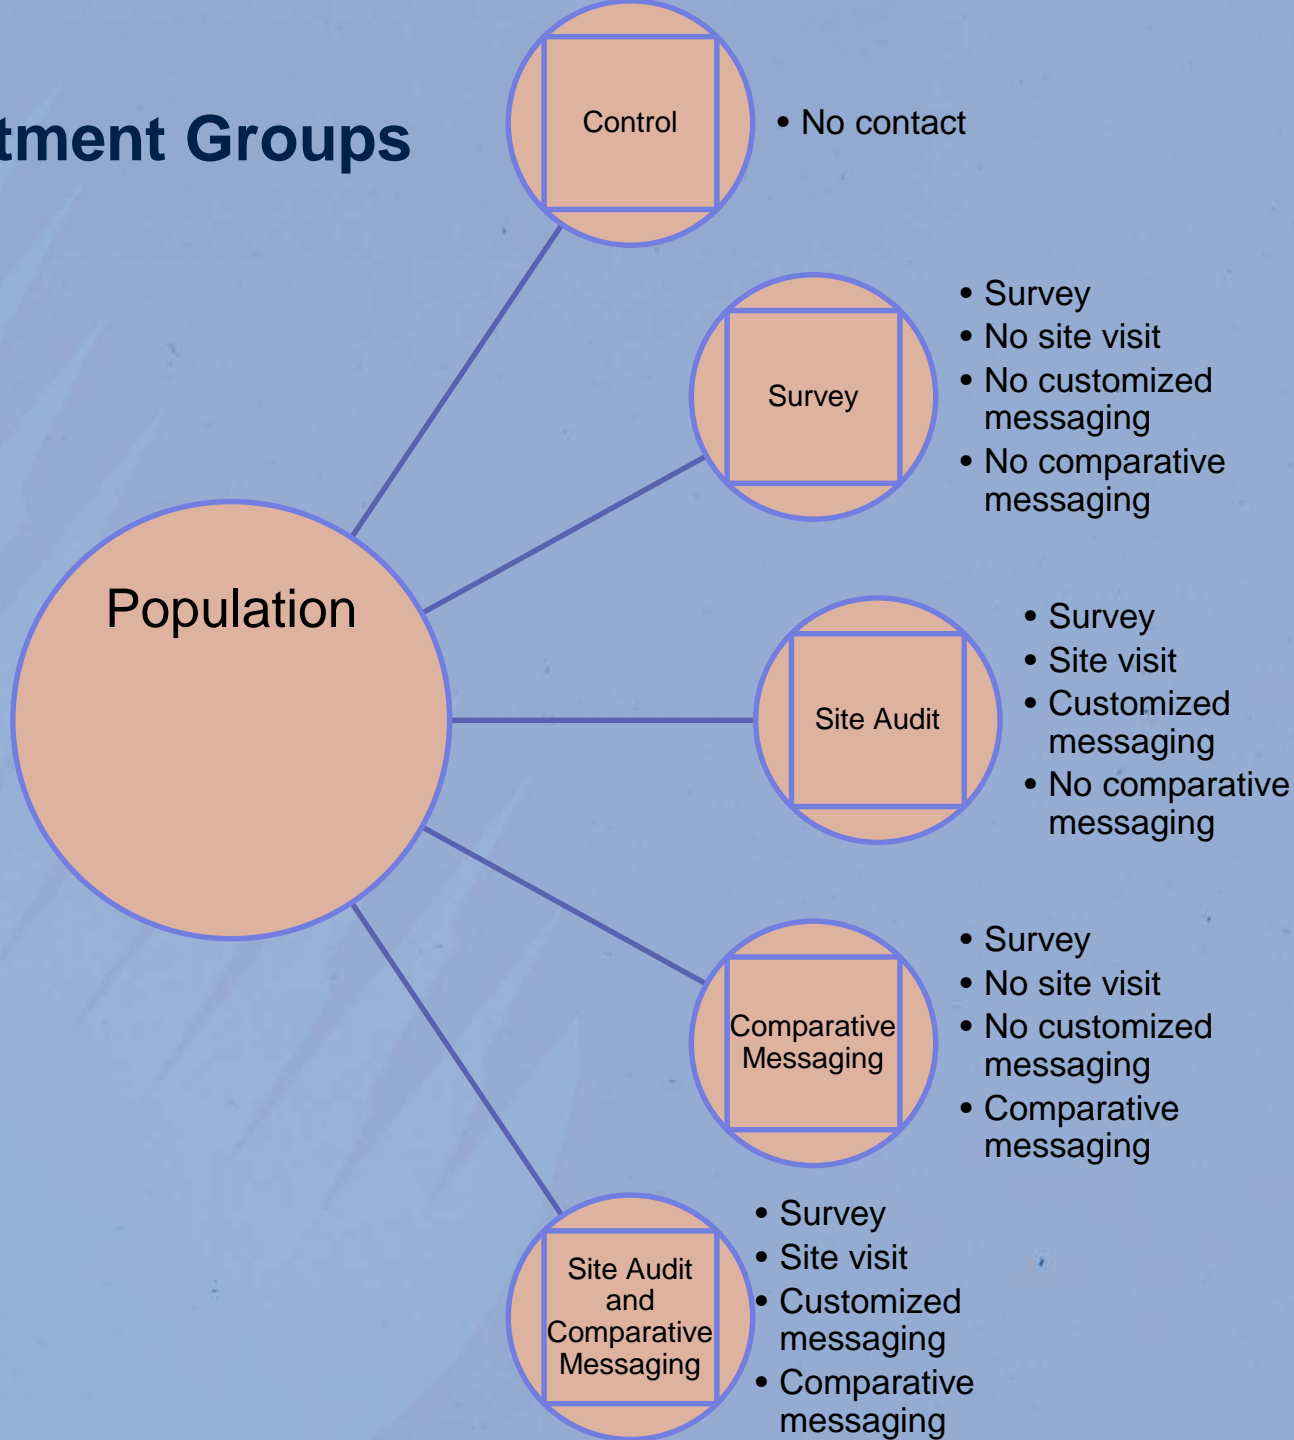 tment Groups
Control
• No contact
Survey
• Survey
• No site visit
• No customized
messaging
• No comparative
messaging
Population
Site Audit
• Survey
• Site visit
• Customized
messaging
• No comparative
messaging
Comparative
Messaging
• Survey
• No site visit
• No customized
messaging
• Comparative
messaging
Site Audit
and
Comparative
Messaging
• Survey
• Site visit
• Customized
messaging
• Comparative
messaging